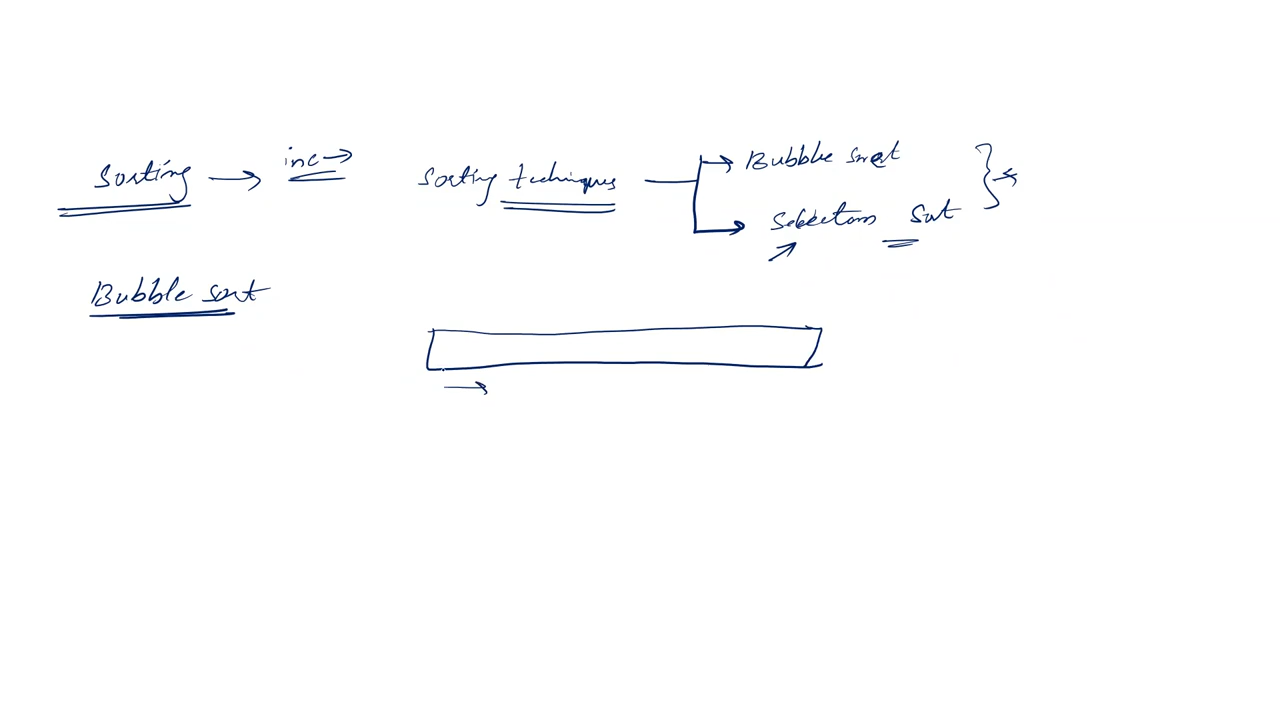 Sorting → inc →
Sorting techniques
→ Bubble sort
→ Selection Sort
Bubble sort